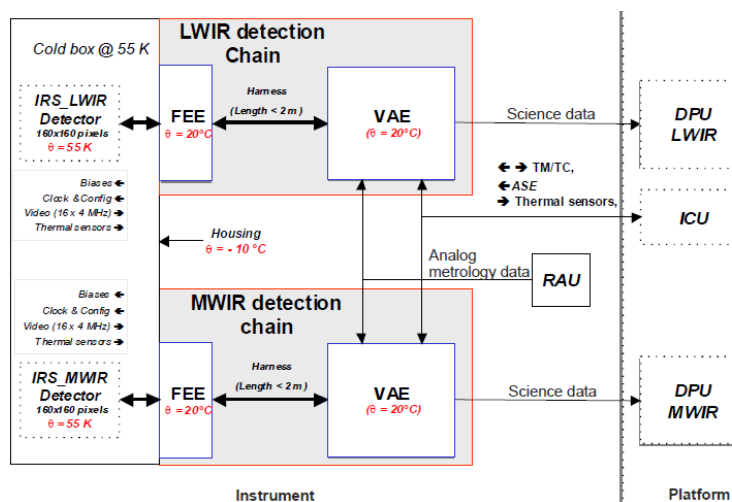 LWIR detection
Chain
Cold box @ 55 K
IRS_LWIR
Detector
160x160 pixels
θ = 55 K
FEE
θ = 20°C
Harness
(Length < 2 m )
VAE
(θ = 20°C)
Science data
DPU
LWIR
Biases ←
Clock & Config ←
Video (16 x 4 MHz) →
Thermal sensors →
← → TM/TC,
← ASE
→ Thermal sensors,
ICU
Housing
θ = - 10 °C
Analog
metrology data
RAU
Biases ←
Clock & Config ←
Video (16 x 4 MHz) →
Thermal sensors →
MWIR detection
chain
IRS_MWIR
Detector
160x160 pixels
θ = 55 K
FEE
θ = 20°C
Harness
(Length < 2 m )
VAE
(θ = 20°C)
Science data
DPU
MWIR
Instrument
Platform